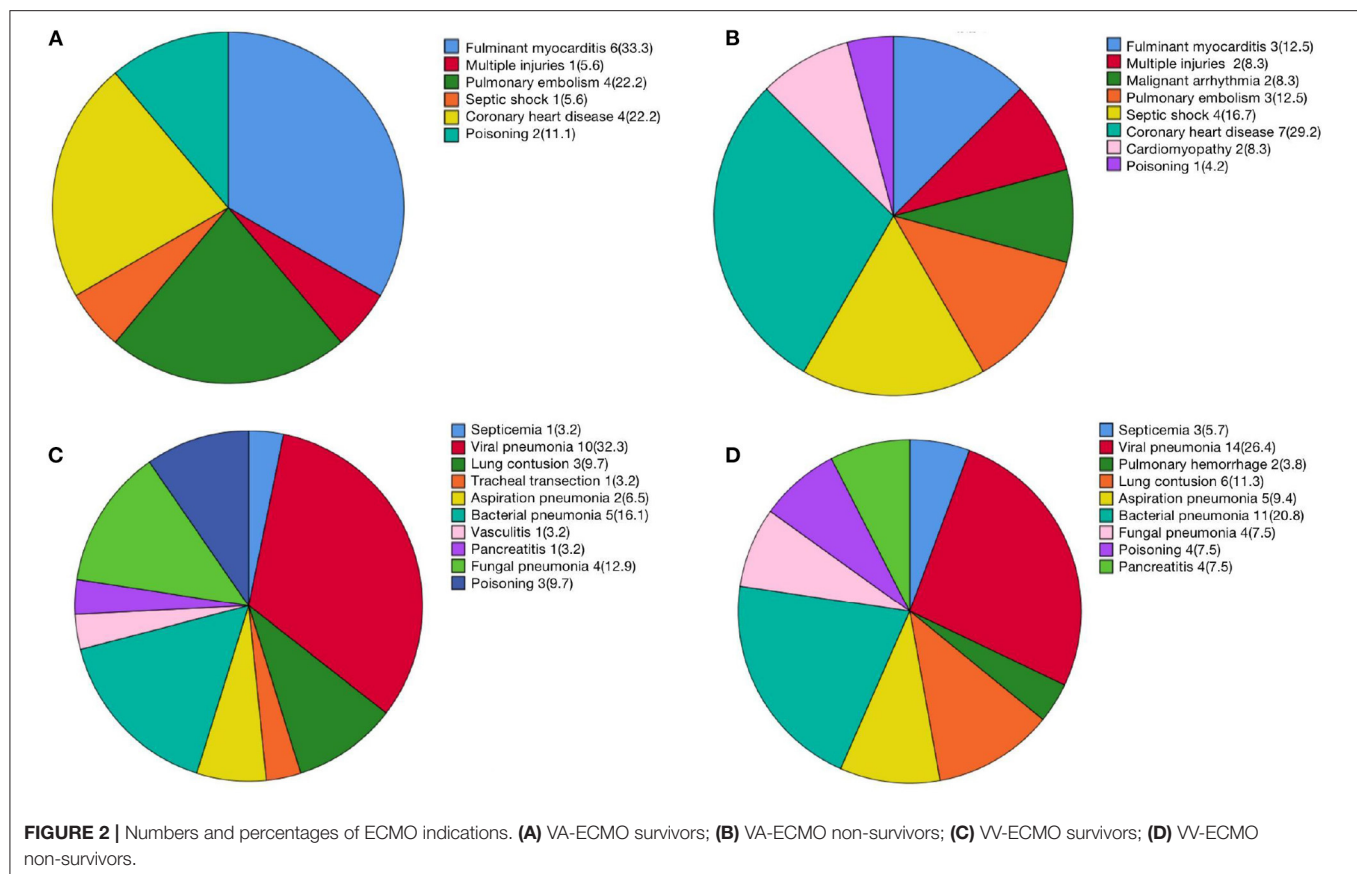 A
Fulminant myocarditis 6(33.3)
Multiple injuries 1(5.6)
Pulmonary embolism 4(22.2)
Septic shock 1(5.6)
Coronary heart disease 4(22.2)
Poisoning 2(11.1)
B
Fulminant myocarditis 3(12.5)
Multiple injuries 2(8.3)
Malignant arrhythmia 2(8.3)
Pulmonary embolism 3(12.5)
Septic shock 4(16.7)
Coronary heart disease 7(29.2)
Cardiomyopathy 2(8.3)
Poisoning 1(4.2)
C
Septicemia 1(3.2)
Viral pneumonia 10(32.3)
Lung contusion 3(9.7)
Tracheal transection 1(3.2)
Aspiration pneumonia 2(6.5)
Bacterial pneumonia 5(16.1)
Vasculitis 1(3.2)
Pancreatitis 1(3.2)
Fungal pneumonia 4(12.9)
Poisoning 3(9.7)
D
Septicemia 3(5.7)
Viral pneumonia 14(26.4)
Pulmonary hemorrhage 2(3.8)
Lung contusion 6(11.3)
Aspiration pneumonia 5(9.4)
Bacterial pneumonia 11(20.8)
Fungal pneumonia 4(7.5)
Poisoning 4(7.5)
Pancreatitis 4(7.5)
FIGURE 2 | Numbers and percentages of ECMO indications. (A) VA-ECMO survivors; (B) VA-ECMO non-survivors; (C) VV-ECMO survivors; (D) VV-ECMO
non-survivors.